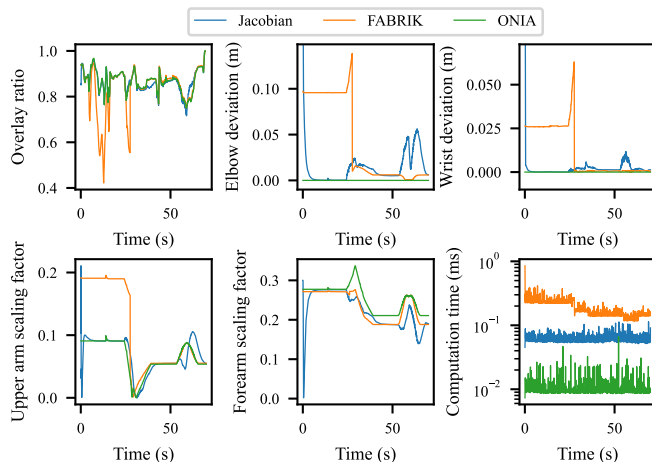 Jacobian FABRIK ONIA
Overlay ratio
1.0
0.8
0.6
0.4
0 50
Time (s)
Elbow deviation (m)
0.10
0.05
0.00
0 50
Time (s)
Wrist deviation (m)
0.050
0.025
0.000
0 50
Time (s)
Upper arm scaling factor
0.2
0.1
0.0
0 50
Time (s)
Forearm scaling factor
0.3
0.2
0.1
0.0
0 50
Time (s)
Computation time (ms)
10⁰
10⁻¹
10⁻²
0 50
Time (s)